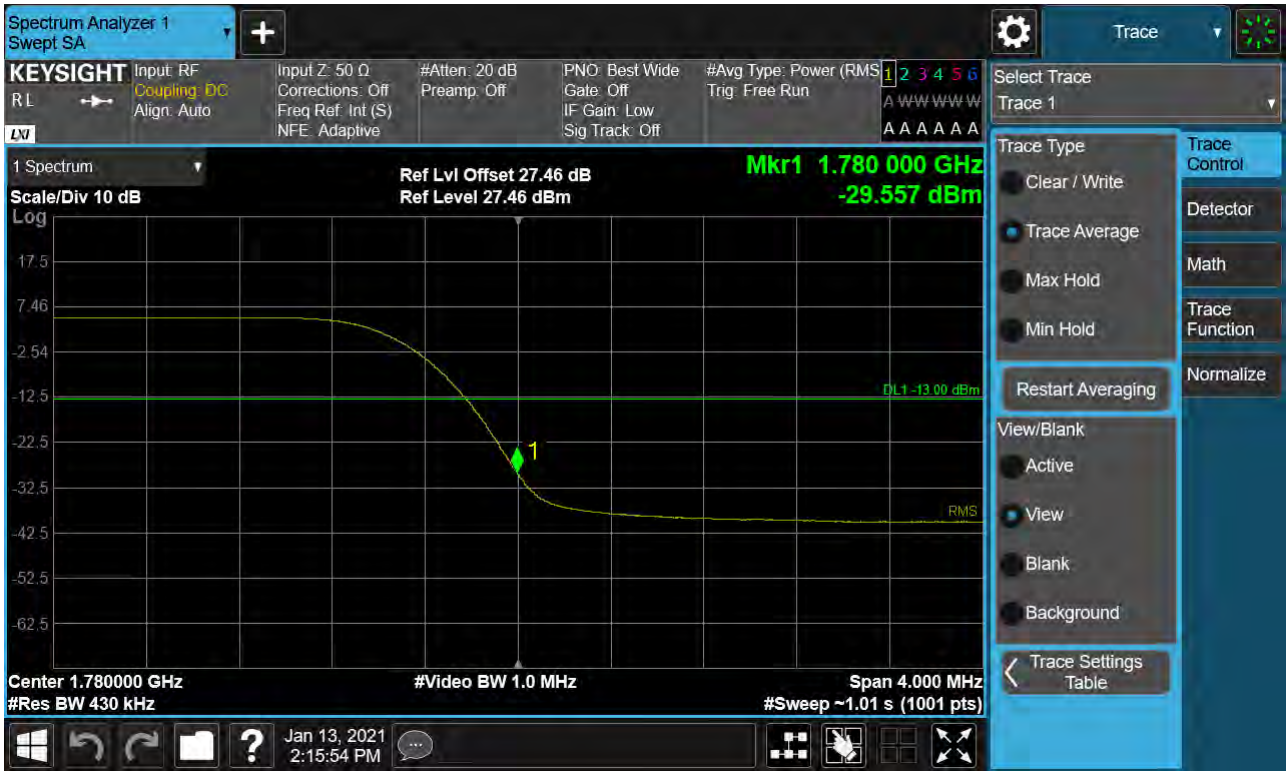 Spectrum Analyzer 1
Swept SA
+
Trace
KEYSIGHT
RL
LXI
Input: RF
Coupling: DC
Align: Auto
Input Z: 50 Ω
Corrections: Off
Freq Ref: Int (S)
NFE: Adaptive
#Atten: 20 dB
Preamp: Off
PNO: Best Wide
Gate: Off
IF Gain: Low
Sig Track: Off
#Avg Type: Power (RMS
Trig: Free Run
1 2 3 4 5 6
A W W W W W
A A A A A A
Select Trace
Trace 1
1 Spectrum
Scale/Div 10 dB
Log
Ref Lvl Offset 27.46 dB
Ref Level 27.46 dBm
Mkr1 1.780 000 GHz
-29.557 dBm
17.5
7.46
-2.54
-12.5
-22.5
-32.5
-42.5
-52.5
-62.5
DL1 -13.00 dBm
1
RMS
Center 1.780000 GHz
#Res BW 430 kHz
#Video BW 1.0 MHz
Span 4.000 MHz
#Sweep ~1.01 s (1001 pts)
Trace Type
Clear / Write
Trace Average
Max Hold
Min Hold
Restart Averaging
View/Blank
Active
View
Blank
Background
Trace Settings
Table
Trace
Control
Detector
Math
Trace
Function
Normalize
?
Jan 13, 2021
2:15:54 PM